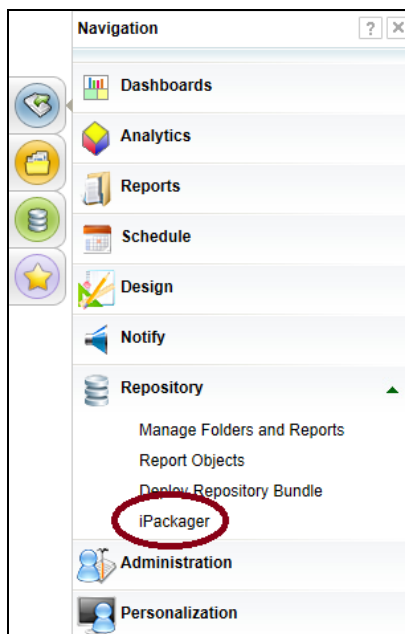 Navigation ? X
Dashboards
Analytics
Reports
Schedule
Design
Notify
Repository
Manage Folders and Reports
Report Objects
Deploy Repository Bundle
iPackager
Administration
Personalization